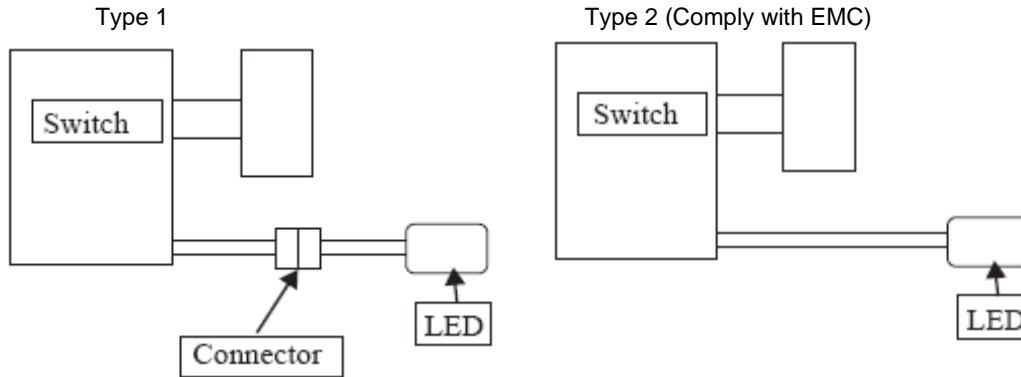 Type 1
Type 2 (Comply with EMC)
Switch
Switch
LED
Connector
LED